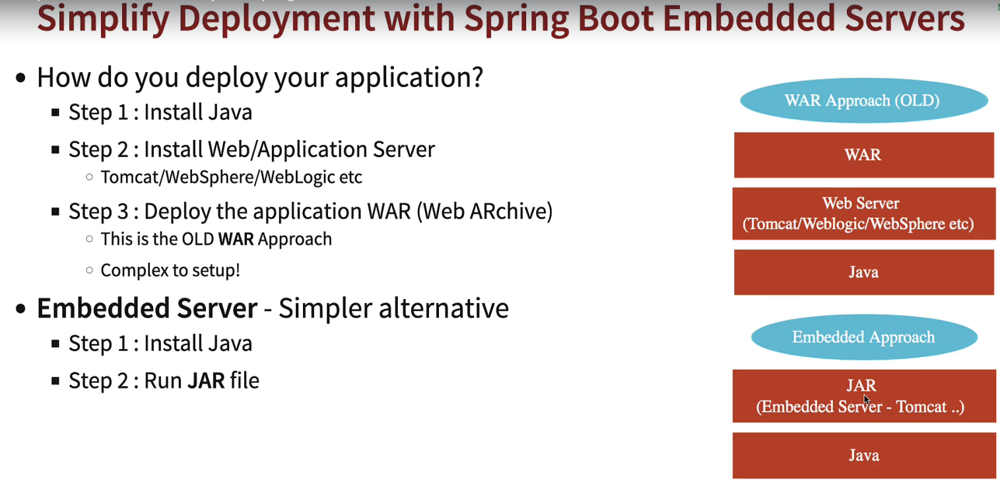 Simplify Deployment with Spring Boot Embedded Servers
How do you deploy your application?
Step 1 : Install Java
Step 2 : Install Web/Application Server
Tomcat/WebSphere/WebLogic etc
Step 3 : Deploy the application WAR (Web ARchive)
This is the OLD WAR Approach
Complex to setup!
Embedded Server - Simpler alternative
Step 1 : Install Java
Step 2 : Run JAR file
WAR Approach (OLD)
WAR
Web Server
(Tomcat/Weblogic/WebSphere etc)
Java
Embedded Approach
JAR
(Embedded Server - Tomcat ..)
Java